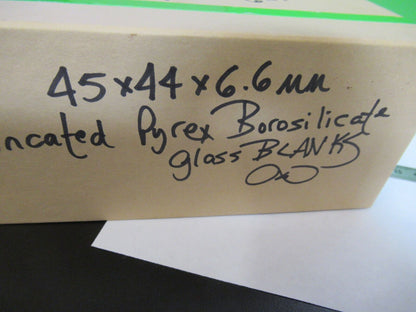 45x44x6.6mm
ncated Pyrex Borosilicate
glass BLANKS